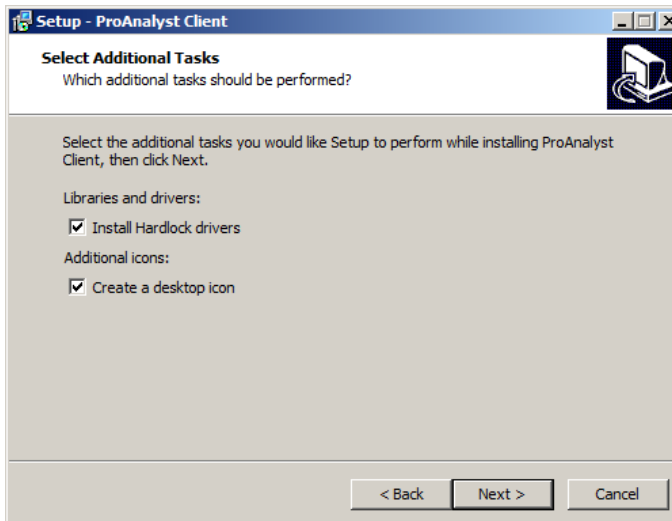 Setup - ProAnalyst Client
Select Additional Tasks
Which additional tasks should be performed?
Select the additional tasks you would like Setup to perform while installing ProAnalyst
Client, then click Next.
Libraries and drivers:
Install Hardlock drivers
Additional icons:
Create a desktop icon
< Back Next > Cancel